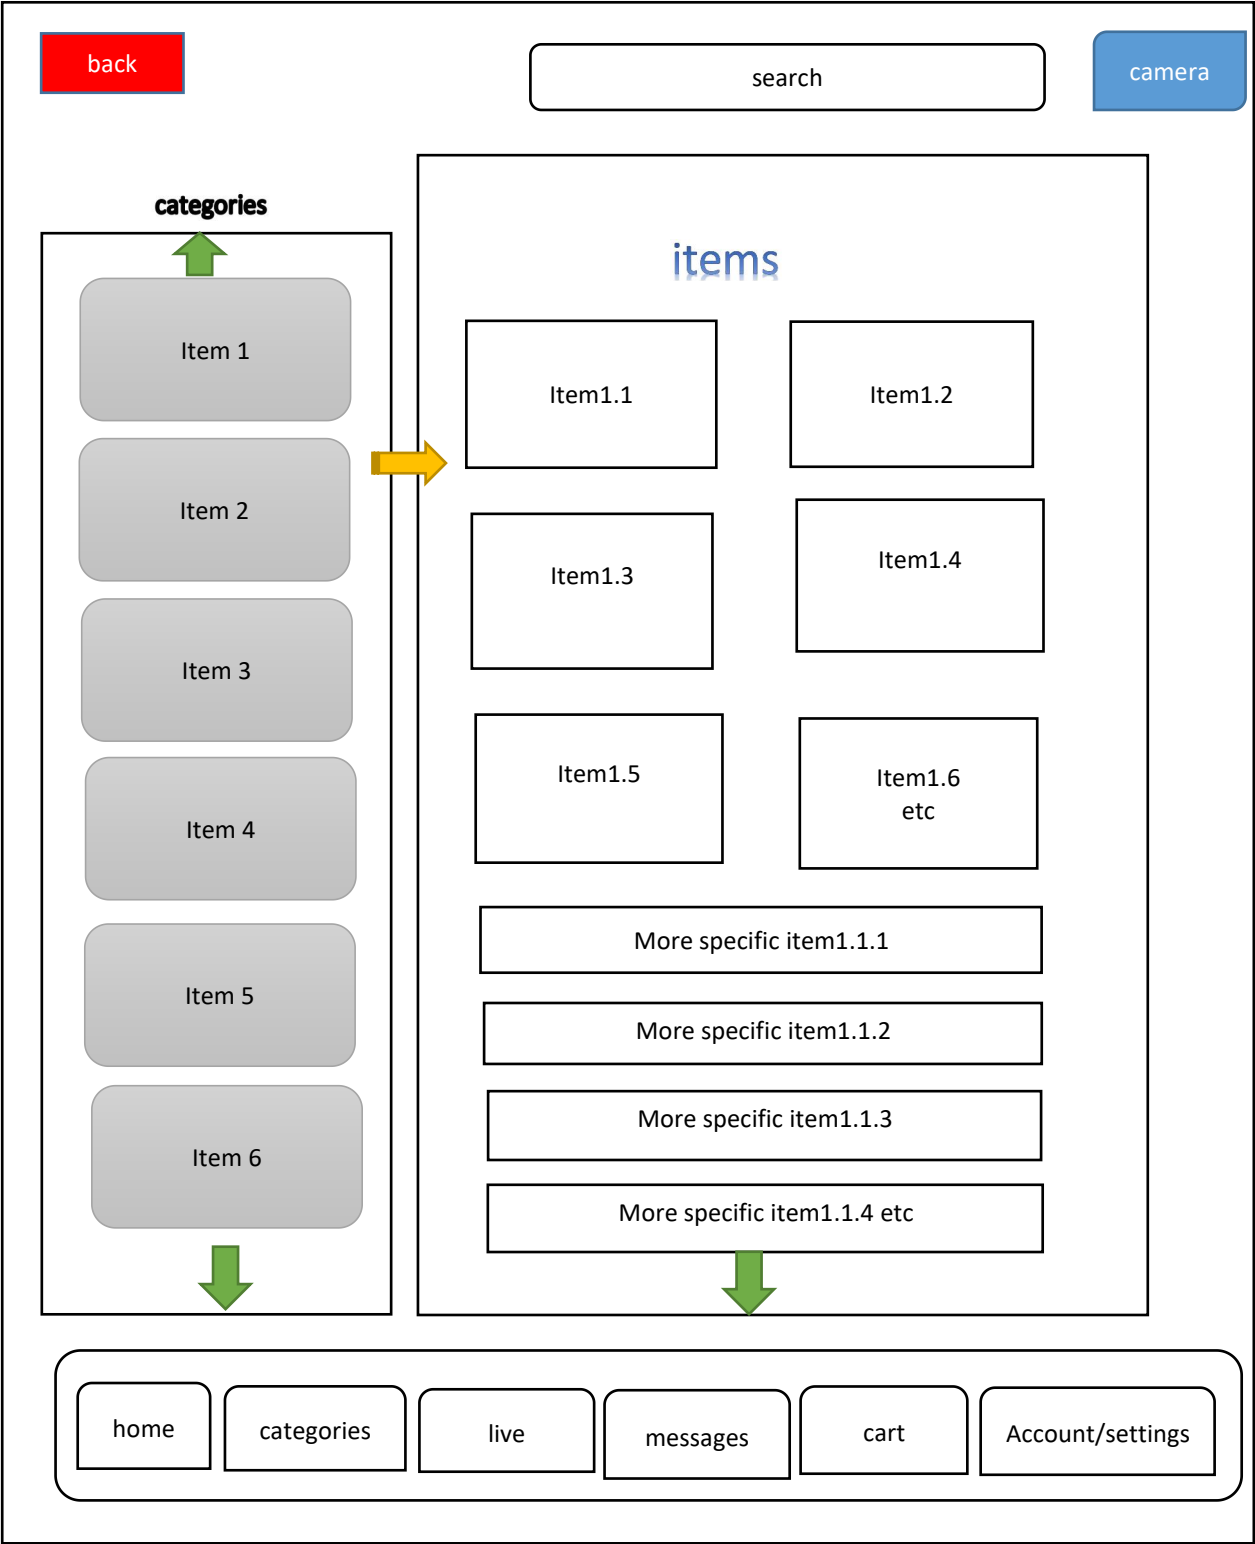 back
search
camera
categories
Item 1
Item 2
Item 3
Item 4
Item 5
Item 6
items
Item1.1
Item1.2
Item1.3
Item1.4
Item1.5
Item1.6
etc
More specific item1.1.1
More specific item1.1.2
More specific item1.1.3
More specific item1.1.4 etc
home
categories
live
messages
cart
Account/settings